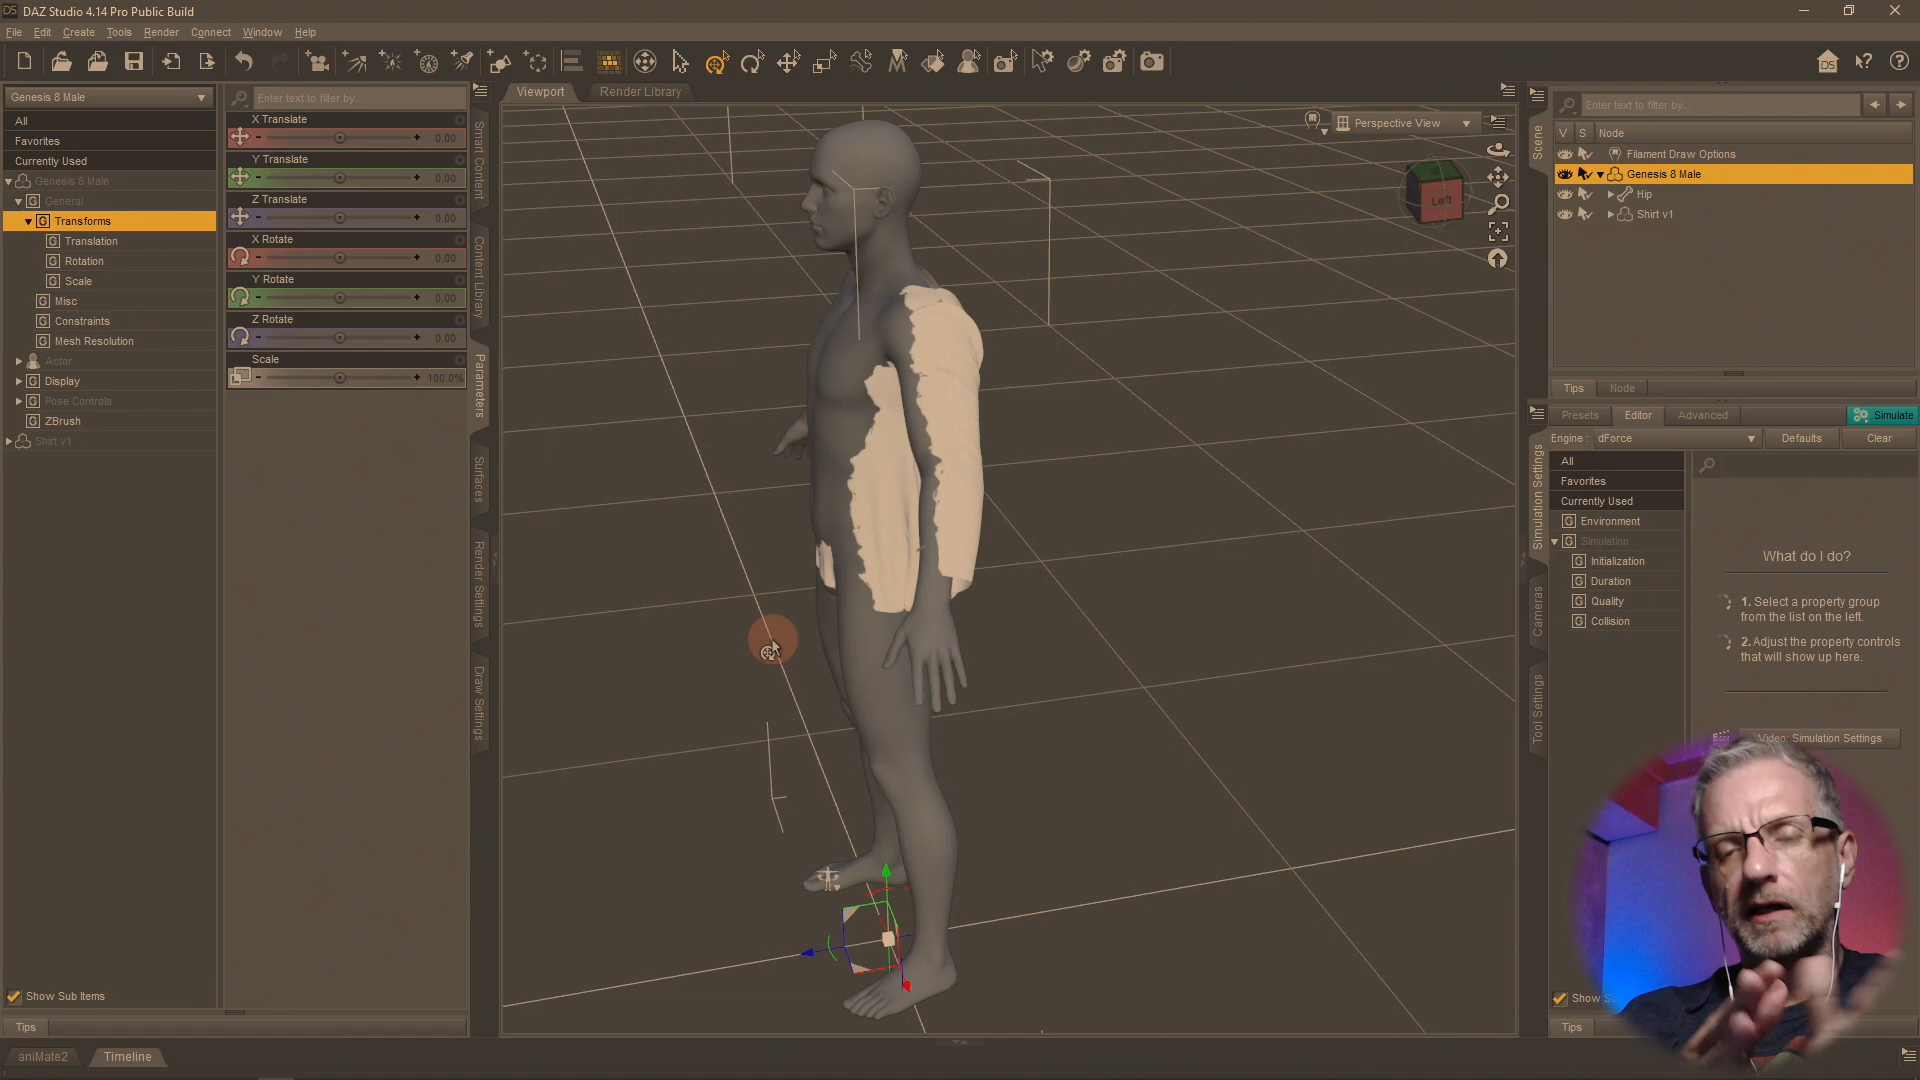 DS DAZ Studio 4.14 Pro Public Build
File Edit Create Tools Render Connect Window Help
Genesis 8 Male
All
Favorites
Currently Used
Genesis 8 Male
General
Transforms
Translation
Rotation
Scale
Misc
Constraints
Mesh Resolution
Actor
Display
Pose Controls
ZBrush
Shirt v1
Show Sub Items
Tips
aniMate2 Timeline
Enter text to filter by...
X Translate
0.00
Y Translate
0.00
Z Translate
0.00
X Rotate
0.00
Y Rotate
0.00
Z Rotate
0.00
Scale
100.0%
Smart Content
Content Library
Parameters
Surfaces
Render Settings
Draw Settings
Viewport Render Library
Perspective View
Left
DS
Enter text to filter by...
V S Node
Filament Draw Options
Genesis 8 Male
Hip
Shirt v1
Scene
Tips Node
Presets Editor Advanced Simulate
Engine : dForce Defaults Clear
All
Favorites
Currently Used
Environment
Simulation
Initialization
Duration
Quality
Collision
What do I do?
1. Select a property group
from the list on the left.
2. Adjust the property controls
that will show up here.
Video: Simulation Settings
Simulation Settings
Cameras
Tool Settings
Show
Tips